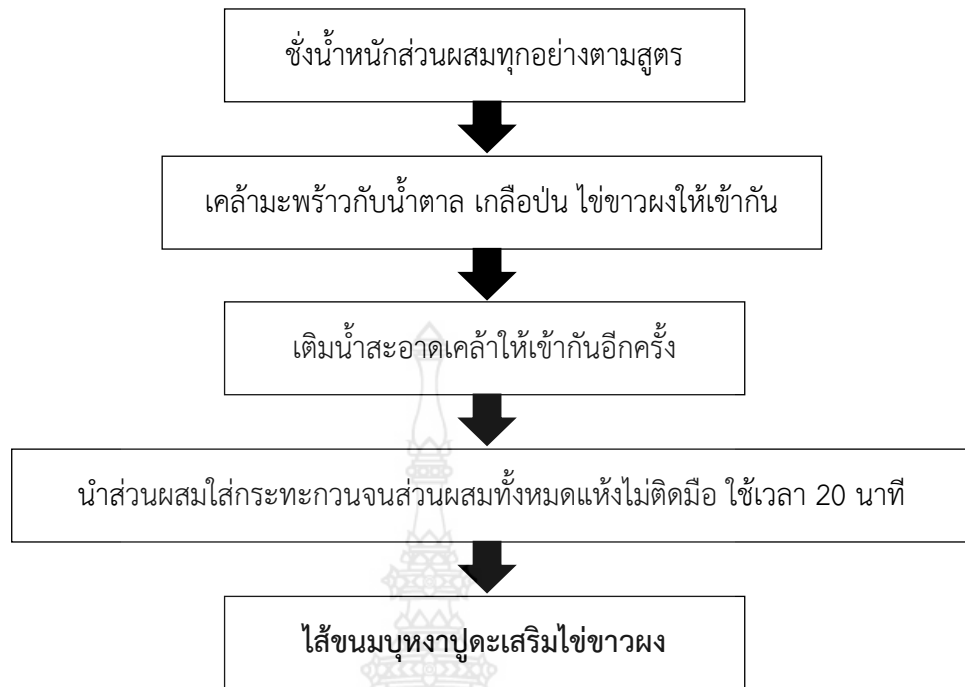 ชั่งน้ำหนักส่วนผสมทุกอย่างตามสูตร
เคล้ามะพร้าวกับน้ำตาล เกลือป่น ไข่ขาวผงให้เข้ากัน
เติมน้ำสะอาดเคล้าให้เข้ากันอีกครั้ง
นำส่วนผสมใส่กระทะกวนจนส่วนผสมทั้งหมดแห้งไม่ติดมือ ใช้เวลา 20 นาที
ไส้ขนมบุหงาปูดะเสริมไข่ขาวผง